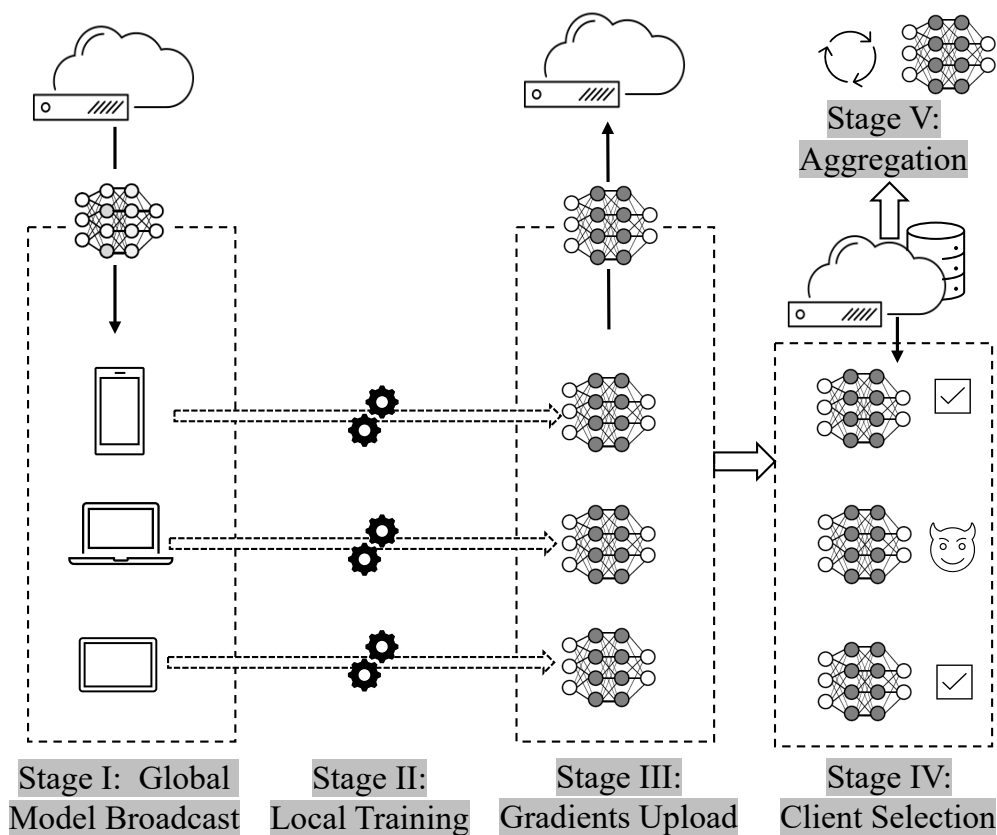 Stage V:
Aggregation
Stage I: Global
Model Broadcast
Stage II:
Local Training
Stage III:
Gradients Upload
Stage IV:
Client Selection